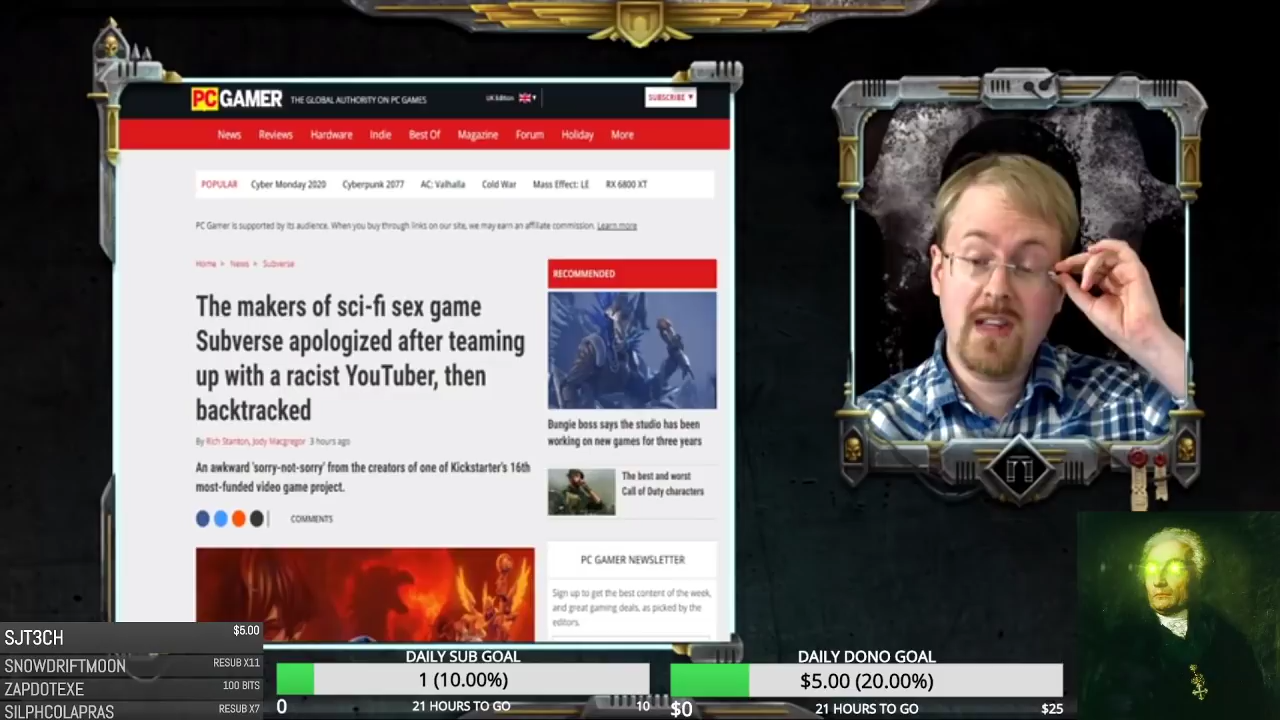 PC GAMER THE GLOBAL AUTHORITY ON PC GAMES UK Edition SUBSCRIBE
News Reviews Hardware Indie Best Of Magazine Forum Holiday More
POPULAR Cyber Monday 2020 Cyberpunk 2077 AC: Valhalla Cold War Mass Effect: LE RX 6800 XT
PC Gamer is supported by its audience. When you buy through links on our site, we may earn an affiliate commission. Learn more
Home > News > Subverse
The makers of sci-fi sex game
Subverse apologized after teaming
up with a racist YouTuber, then
backtracked
By Rich Stanton, Jody Macgregor 3 hours ago
An awkward 'sorry-not-sorry' from the creators of one of Kickstarter's 16th
most-funded video game project.
COMMENTS
RECOMMENDED
Bungie boss says the studio has been
working on new games for three years
The best and worst
Call of Duty characters
PC GAMER NEWSLETTER
Sign up to get the best content of the week,
and great gaming deals, as picked by the
editors.
SJT3CH $5.00
SNOWDRIFTMOON RESUB X11
ZAPDOTEXE 100 BITS
SILPHCOLAPRAS RESUB X7
DAILY SUB GOAL
1 (10.00%)
0 21 HOURS TO GO 10
DAILY DONO GOAL
$5.00 (20.00%)
$0 21 HOURS TO GO $25